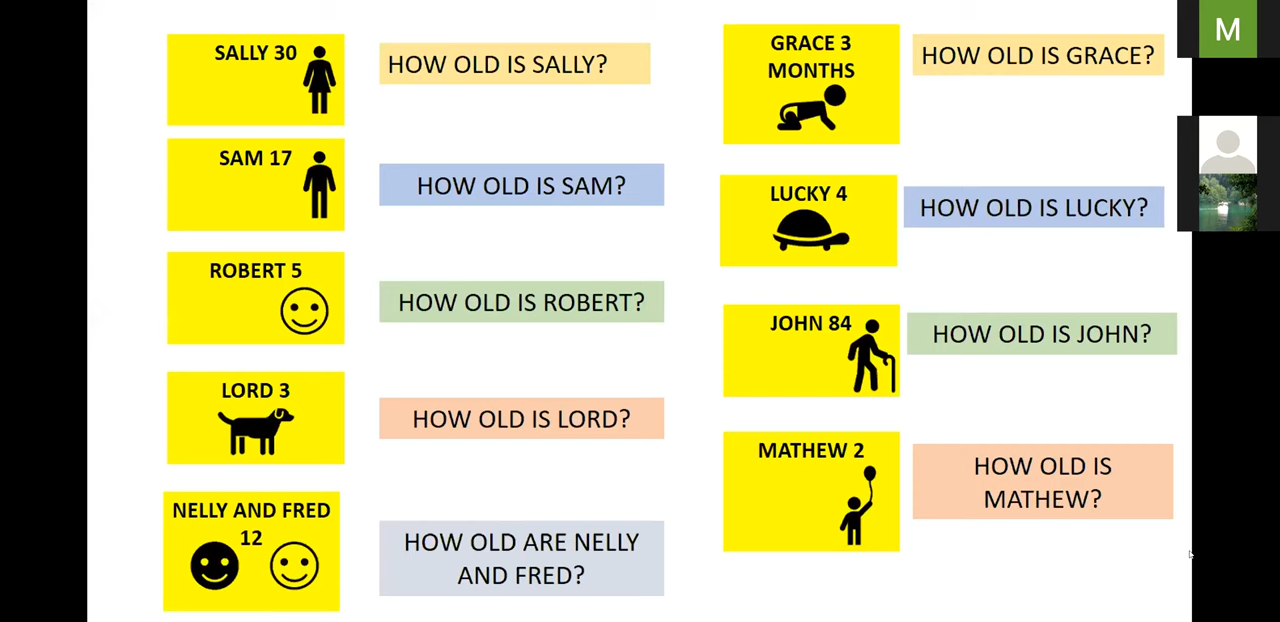 SALLY 30
HOW OLD IS SALLY?
SAM 17
HOW OLD IS SAM?
ROBERT 5
HOW OLD IS ROBERT?
LORD 3
HOW OLD IS LORD?
NELLY AND FRED
12
HOW OLD ARE NELLY
AND FRED?
GRACE 3
MONTHS
HOW OLD IS GRACE?
LUCKY 4
HOW OLD IS LUCKY?
JOHN 84
HOW OLD IS JOHN?
MATHEW 2
HOW OLD IS
MATHEW?
M